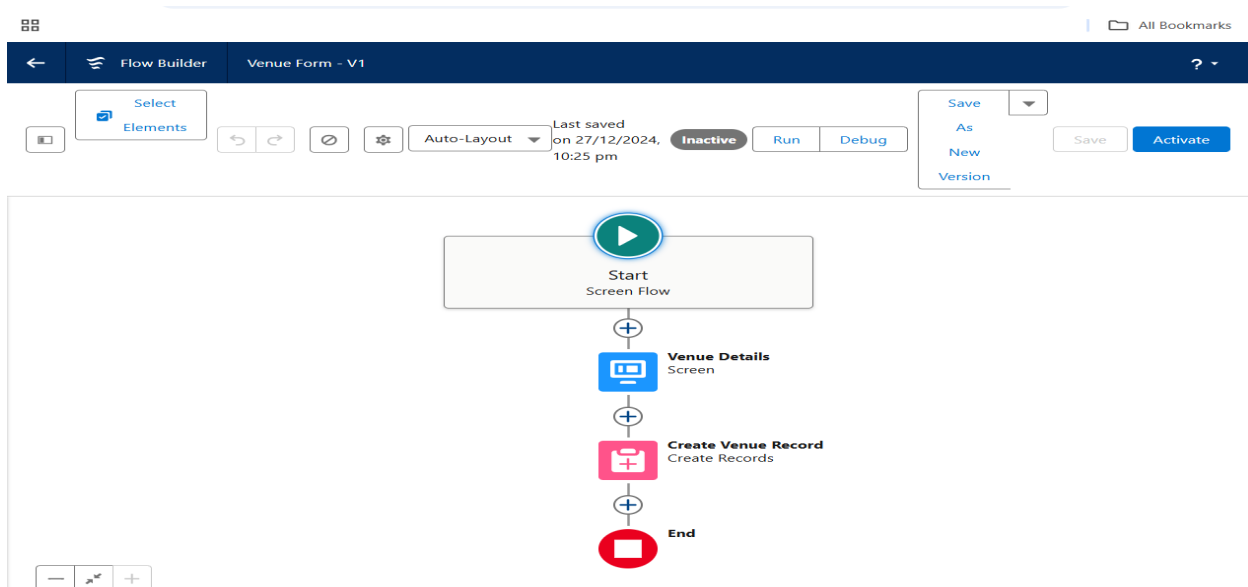 All Bookmarks
Flow Builder
Venue Form - V1
?
Select
Elements
Auto-Layout
Last saved
on 27/12/2024,
10:25 pm
Inactive
Run
Debug
Save
As
New
Version
Save
Activate
Start
Screen Flow
Venue Details
Screen
Create Venue Record
Create Records
End